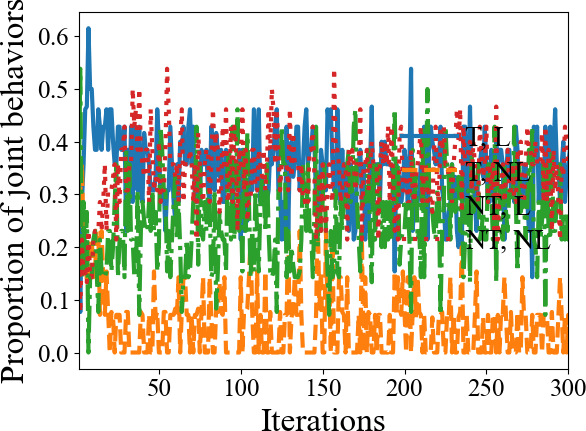 Proportion of joint behaviors
0.6
0.5
0.4
0.3
0.2
0.1
0.0
T, L
T, NL
NT, L
NT, NL
50 100 150 200 250 300
Iterations